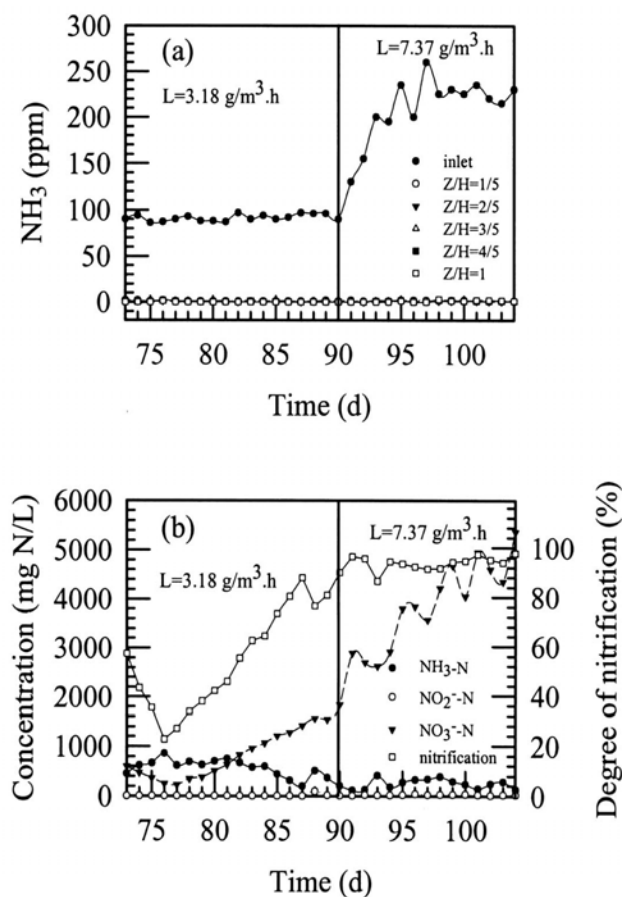 (a)
L=7.37 g/m³.h
L=3.18 g/m³.h
NH₃ (ppm)
300
250
200
150
100
50
0
inlet
Z/H=1/5
Z/H=2/5
Z/H=3/5
Z/H=4/5
Z/H=1
75 80 85 90 95 100
Time (d)
(b)
L=7.37 g/m³.h
L=3.18 g/m³.h
Concentration (mg N/L)
6000
5000
4000
3000
2000
1000
0
NH₃-N
NO₂⁻-N
NO₃⁻-N
nitrification
100
80
60
40
20
0
Degree of nitrification (%)
75 80 85 90 95 100
Time (d)